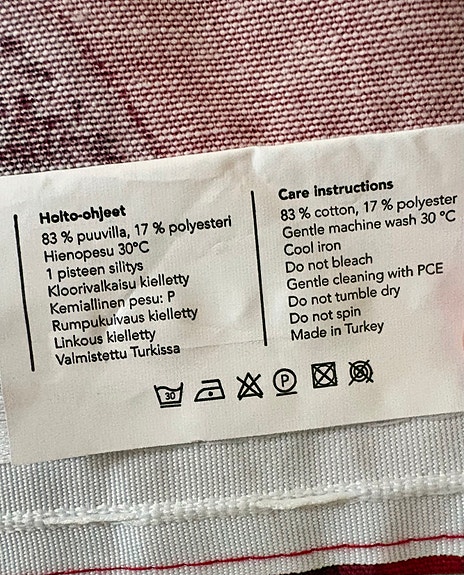 Hoito-ohjeet
83 % puuvilla, 17 % polyesteri
Hienopesu 30°C
1 pisteen silitys
Kloorivalkaisu kielletty
Kemiallinen pesu: P
Rumpukuivaus kielletty
Linkous kielletty
Valmistettu Turkissa
Care instructions
83 % cotton, 17 % polyester
Gentle machine wash 30 °C
Cool iron
Do not bleach
Gentle cleaning with PCE
Do not tumble dry
Do not spin
Made in Turkey
30 P